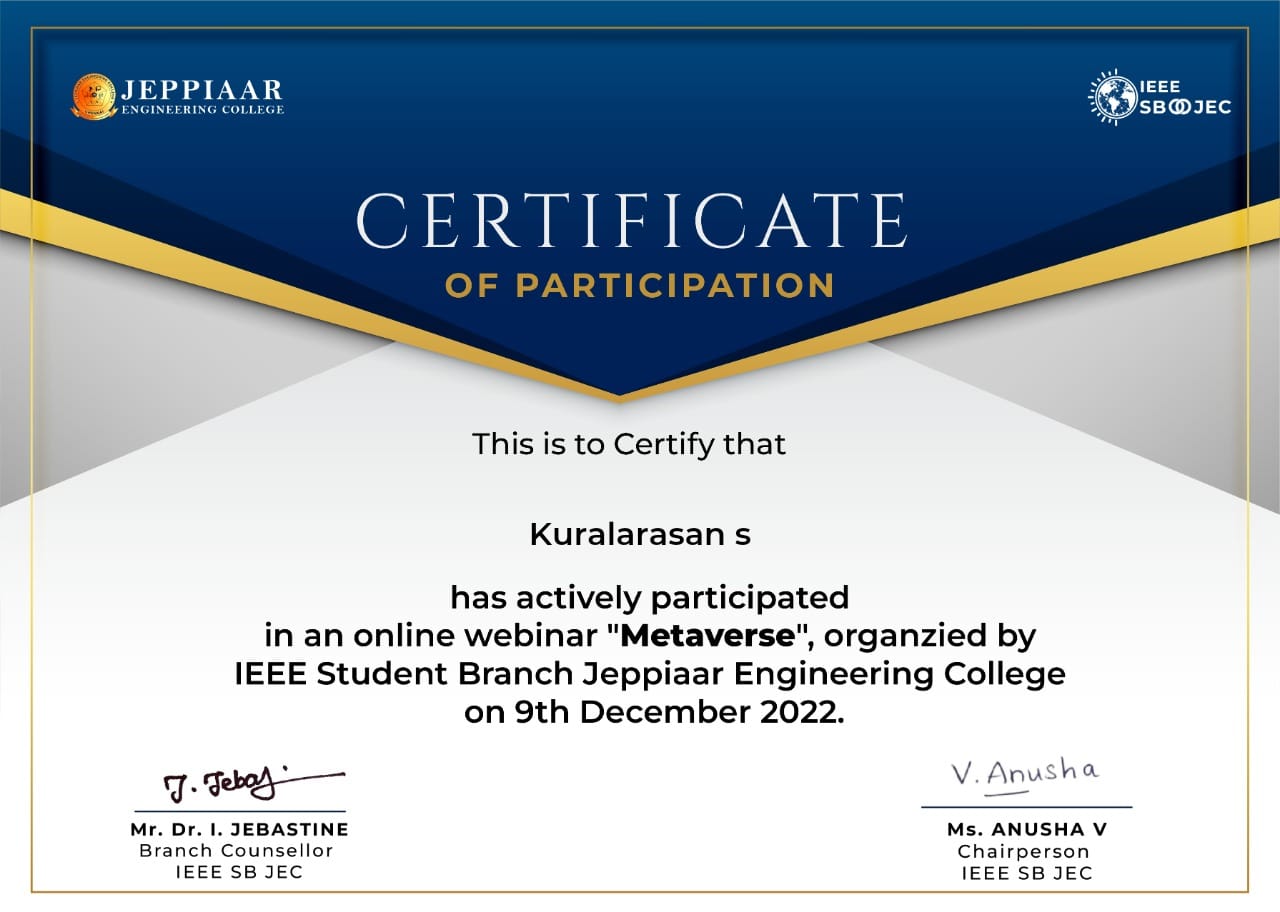 JEPPIAAR
ENGINEERING COLLEGE
IEEE
SB JEC
CERTIFICATE
OF PARTICIPATION
This is to Certify that
Kuralarasan s
has actively participated
in an online webinar "Metaverse", organzied by
IEEE Student Branch Jeppiaar Engineering College
on 9th December 2022.
J. Jebaj.
Mr. Dr. I. JEBASTINE
Branch Counsellor
IEEE SB JEC
V. Anusha
Ms. ANUSHA V
Chairperson
IEEE SB JEC